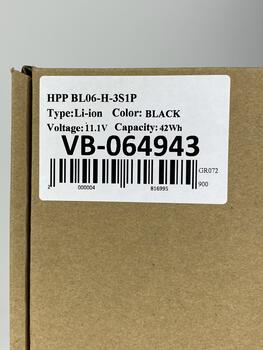 HPP BL06-H-3S1P
Type:Li-ion Color: BLACK
Voltage: 11.1V Capacity: 42Wh
VB-064943
GR072
2 000004 816995 900